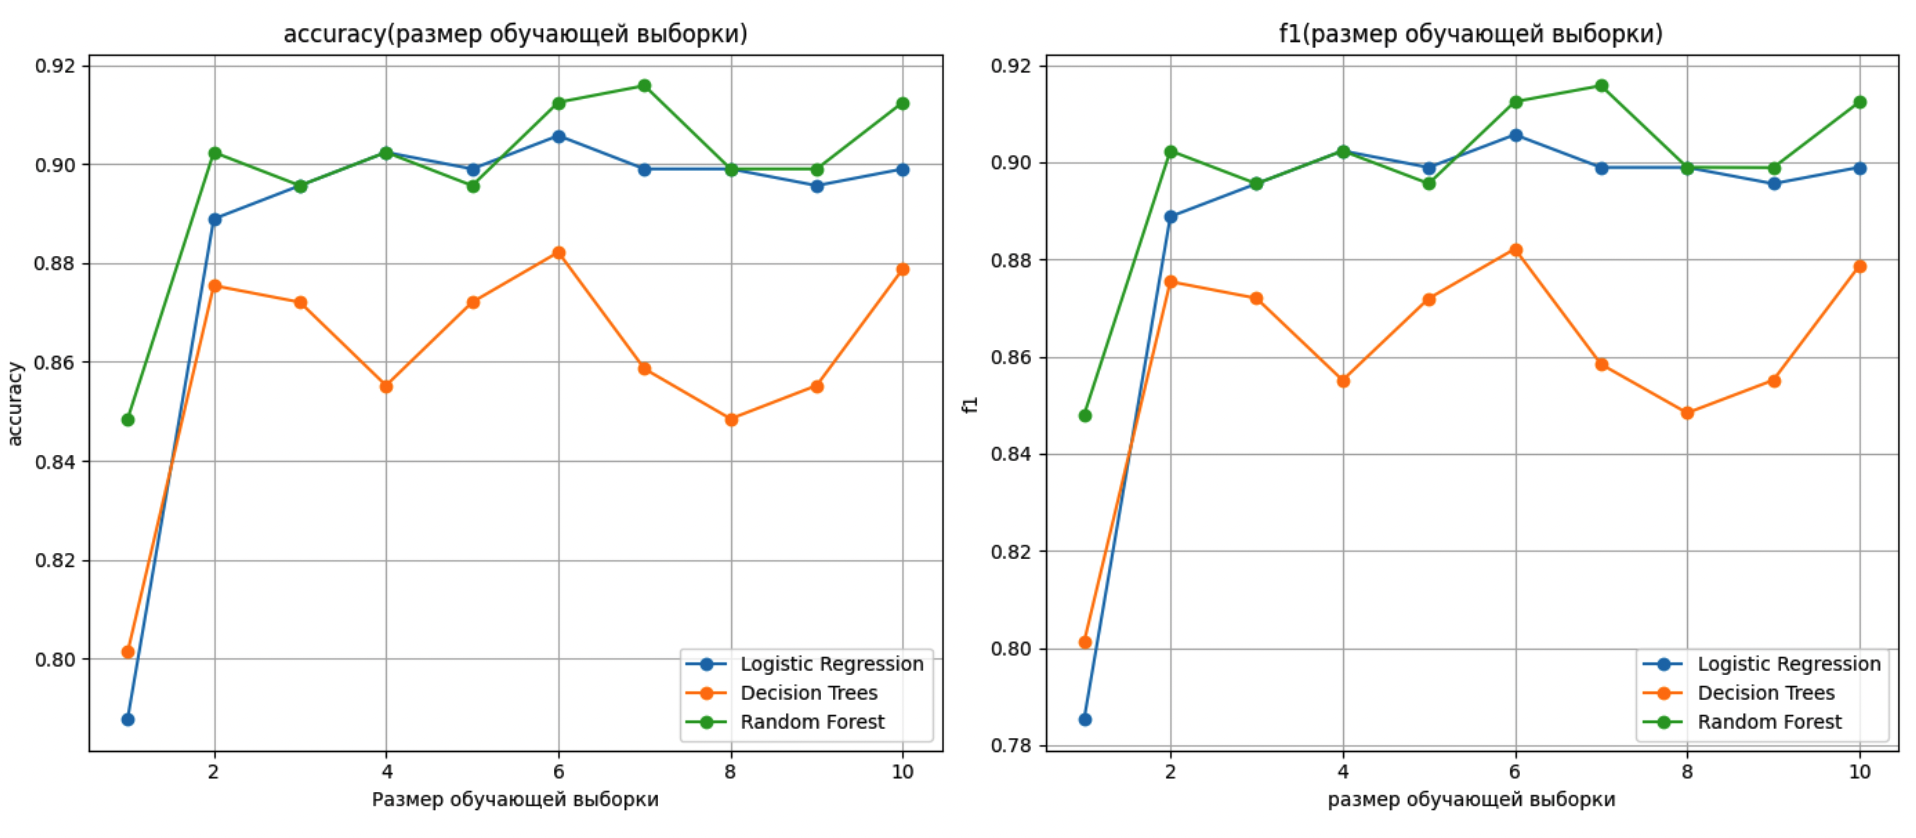 accuracy(размер обучающей выборки)
0.92
0.90
0.88
0.86
0.84
0.82
0.80
accuracy
2
4
6
8
10
Размер обучающей выборки
Logistic Regression
Decision Trees
Random Forest
f1(размер обучающей выборки)
0.92
0.90
0.88
0.86
0.84
0.82
0.80
0.78
f1
2
4
6
8
10
размер обучающей выборки
Logistic Regression
Decision Trees
Random Forest